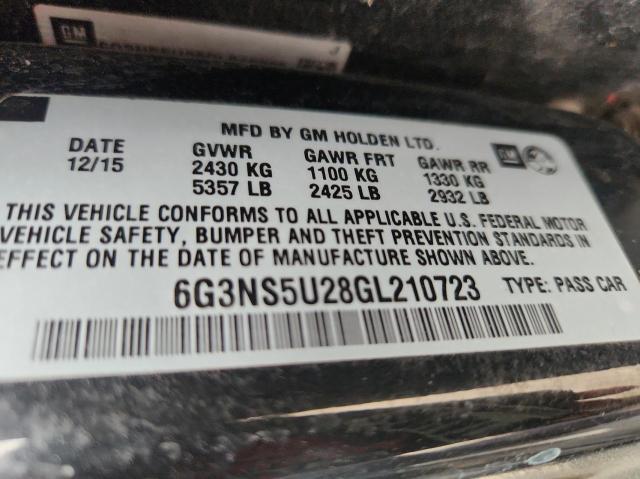 GM
J
MFD BY GM HOLDEN LTD.
DATE GVWR GAWR FRT GAWR RR GM
12/15 2430 KG 1100 KG 1330 KG
5357 LB 2425 LB 2932 LB
THIS VEHICLE CONFORMS TO ALL APPLICABLE U.S. FEDERAL MOTOR
VEHICLE SAFETY, BUMPER AND THEFT PREVENTION STANDARDS IN
EFFECT ON THE DATE OF MANUFACTURE SHOWN ABOVE.
6G3NS5U28GL210723 TYPE: PASS CAR